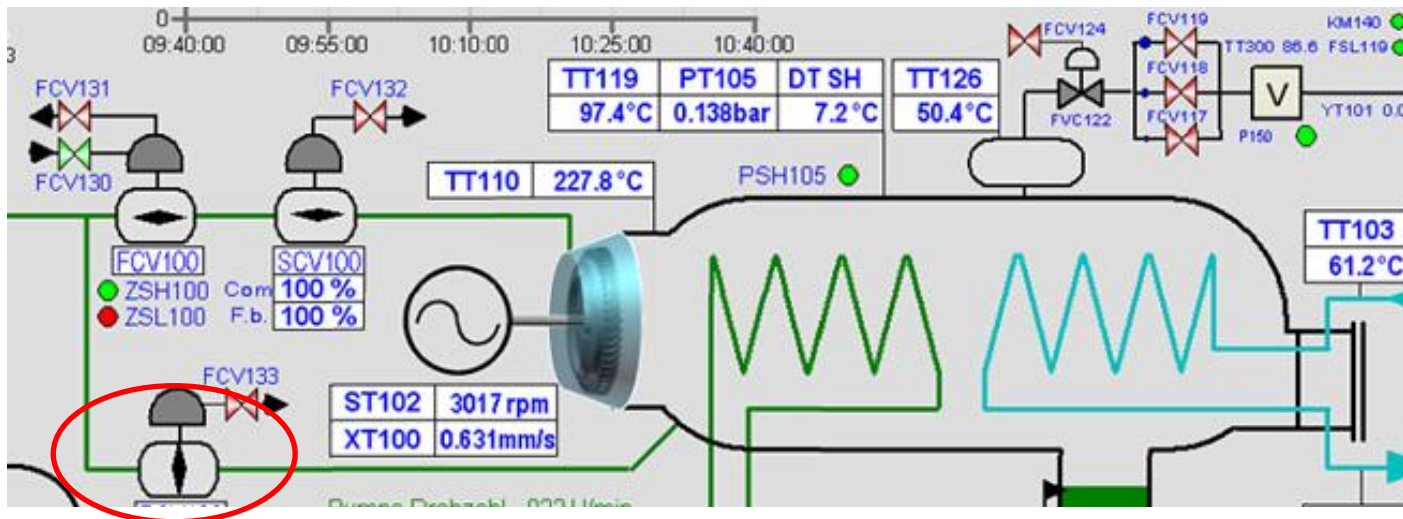 0
09:40:00 09:55:00 10:10:00 10:25:00 10:40:00
3
FCV131
FCV132
FCV130
FCV124
FCV119
KM140
TT300 86.6 FSL119
FCV118
FCV117
FVC122
V
YT101 0.0
P150
TT119 PT105 DT SH TT126
97.4°C 0.138bar 7.2°C 50.4°C
TT110 227.8°C
PSH105
TT103
61.2°C
FCV100 SCV100
ZSH100 Com 100 %
ZSL100 F.b. 100 %
FCV133
ST102 3017 rpm
XT100 0.631mm/s